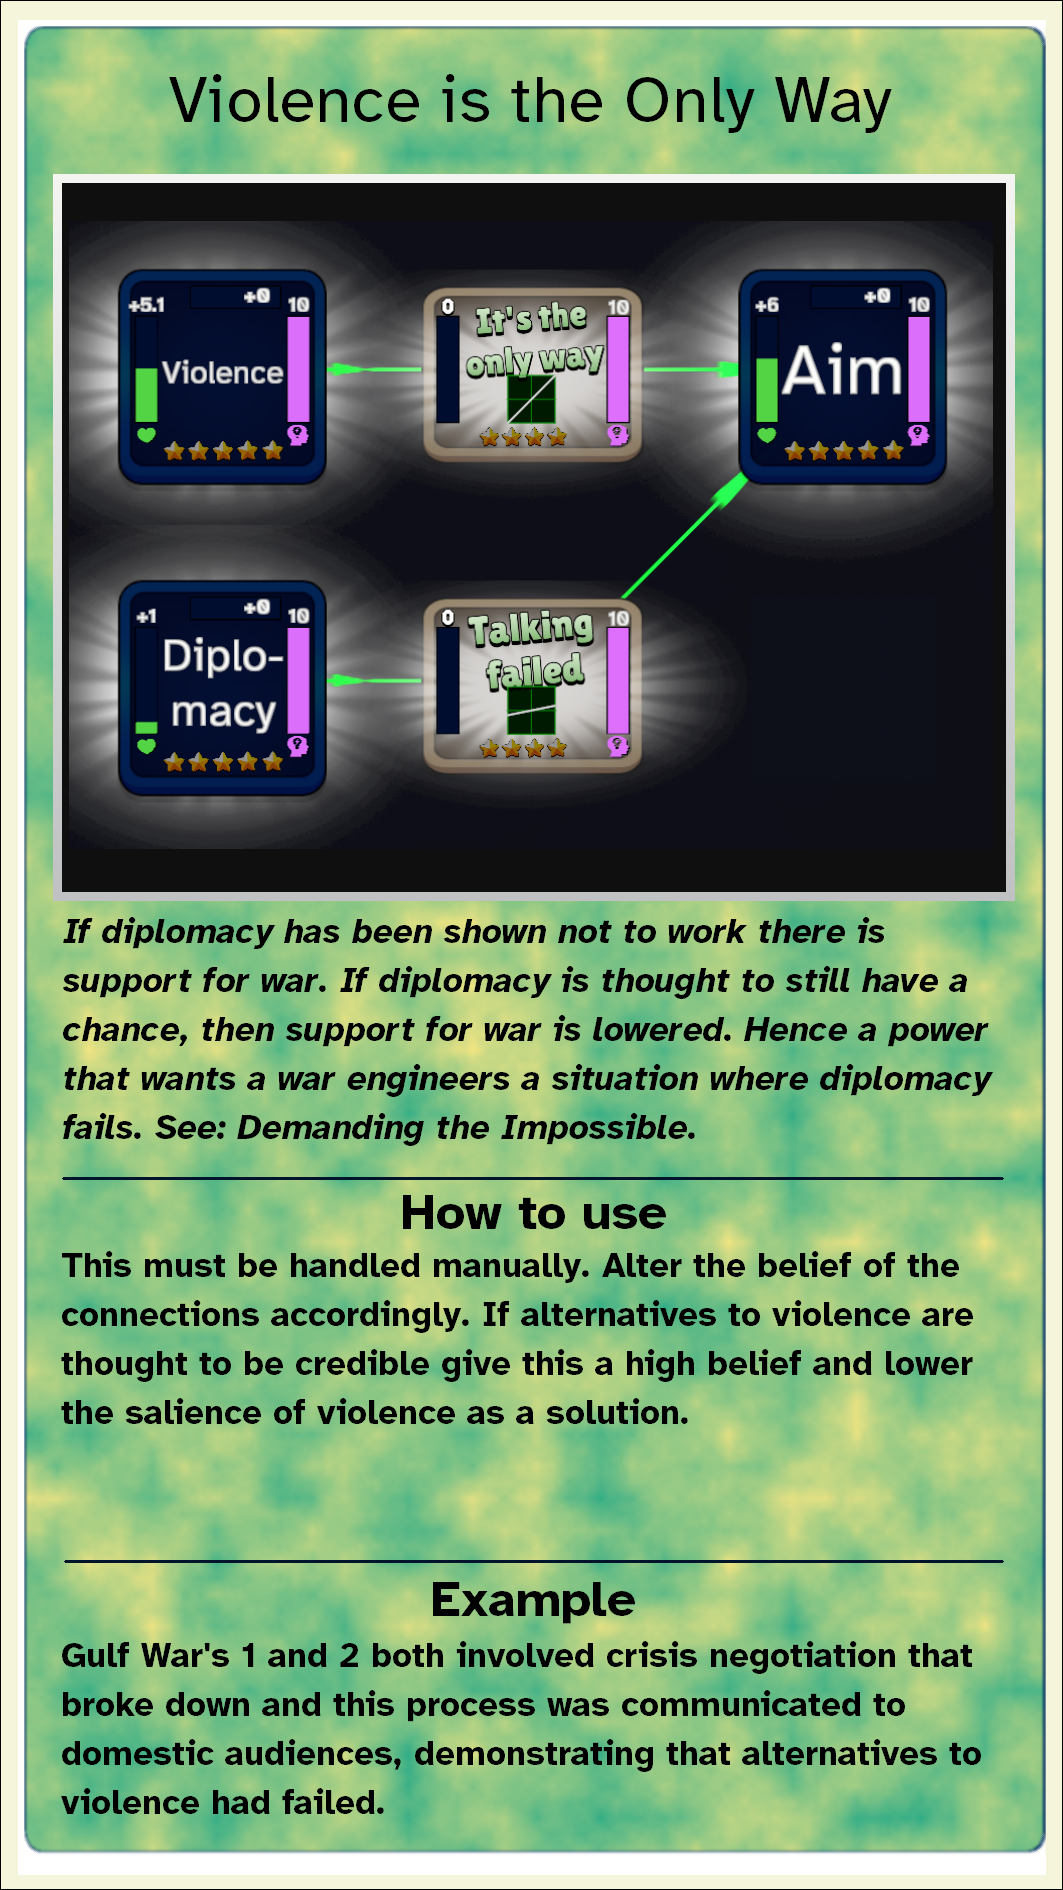 Violence is the Only Way
+5.1 +0 10
Violence
0 10
It's the
only way
+6 +0 10
Aim
+1 +0 10
Diplo-
macy
0 10
Talking
failed
If diplomacy has been shown not to work there is
support for war. If diplomacy is thought to still have a
chance, then support for war is lowered. Hence a power
that wants a war engineers a situation where diplomacy
fails. See: Demanding the Impossible.
How to use
This must be handled manually. Alter the belief of the
connections accordingly. If alternatives to violence are
thought to be credible give this a high belief and lower
the salience of violence as a solution.
Example
Gulf War's 1 and 2 both involved crisis negotiation that
broke down and this process was communicated to
domestic audiences, demonstrating that alternatives to
violence had failed.